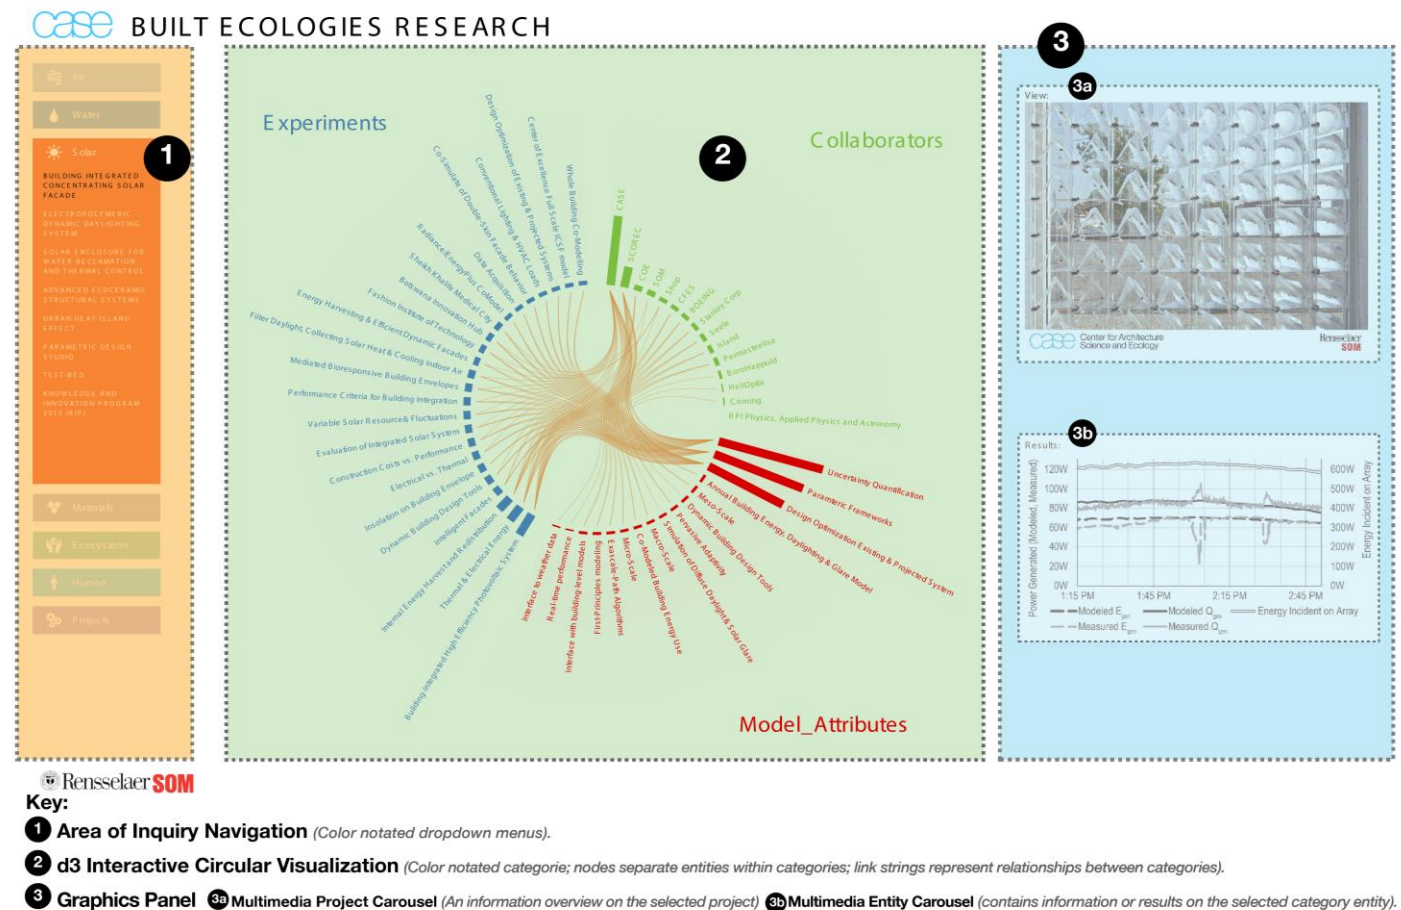 case BUILT ECOLOGIES RESEARCH
Air
Water
Solar
BUILDING INTEGRATED
CONCENTRATING SOLAR
FACADE
ELECTROPOLYMERIC
DYNAMIC DAYLIGHTING
SYSTEM
SOLAR ENCLOSURE FOR
WATER RECLAMATION
AND THERMAL CONTROL
ADVANCED ECOCERAMIC
STRUCTURAL SYSTEMS
URBAN HEAT ISLAND
EFFECT
PARAMETRIC DESIGN
STUDIO
TEST-BED
KNOWLEDGE AND
INNOVATION PROGRAM
2015 (KIP)
Materials
Ecosystems
Human
Projects
1
2
Experiments
Collaborators
Model_Attributes
Whole Building Co-Modelling
Center of Excellence Full Scale ICSF model
Design Optimization of Existing & Projected Systems
Conventional Lighting & HVAC Loads
Co-Simulate of Double-Skin Facade Behavior
Data Acquisition
Radiance/EnergyPlus CoModel
Sheikh Khalifa Medical City
Botswana Innovation Hub
Fashion Institute of Technology
Energy Harvesting & Efficient Dynamic Facades
Filter Daylight, Collecting Solar Heat & Cooling Indoor Air
Mediated Bioresponsive Building Envelopes
Performance Criteria for Building Integration
Variable Solar Resource& Fluctuations
Evaluation of Integrated Solar System
Construction Costs vs. Performance
Electrical vs. Thermal
Insolation on Building Envelope
Dynamic Building Design Tools
Intelligent Facades
Internal Energy Harvest and Redistribution
Thermal & Electrical Energy
Building-Integrated High Efficiency Photovoltaic System
CASE
SCOREC
COE
SOM
Shop
CFES
BOEING
Stanley Corp
Seele
Island
Permasteelisa
BuroHappold
HeliOptix
Corning
RPI Physics, Applied Physics and Astronomy
Uncertainty Quantification
Parametric Frameworks
Design Optimization Existing & Projected System
Annual Building Energy, Daylighting & Glare Model
Meso-Scale
Dynamic Building Design Tools
Pervasive Adaptivity
Simulation of Diffuse Daylight & Solar Glare
Macro-Scale
Co-Modeled Building Energy Use
Micro-Scale
Exascale-Path Algorithms
First-Principles modeling
Interface with building-level models
Real-time performance
Interface to weather data
3
3a
View:
case Center for Architecture
Science and Ecology
Rensselaer
SOM
3b
Results:
Power Generated (Modeled, Measured)
120W
100W
80W
60W
40W
20W
0W
600W
500W
400W
300W
200W
100W
0W
Energy Incident on Array
1:15 PM 1:45 PM 2:15 PM 2:45 PM
Modeled Egen Modeled Qgen Energy Incident on Array
Measured Egen Measured Qgen
Rensselaer SOM
Key:
1 Area of Inquiry Navigation (Color notated dropdown menus).
2 d3 Interactive Circular Visualization (Color notated categorie; nodes separate entities within categories; link strings represent relationships between categories).
3 Graphics Panel 3a Multimedia Project Carousel (An information overview on the selected project) 3b Multimedia Entity Carousel (contains information or results on the selected category entity).